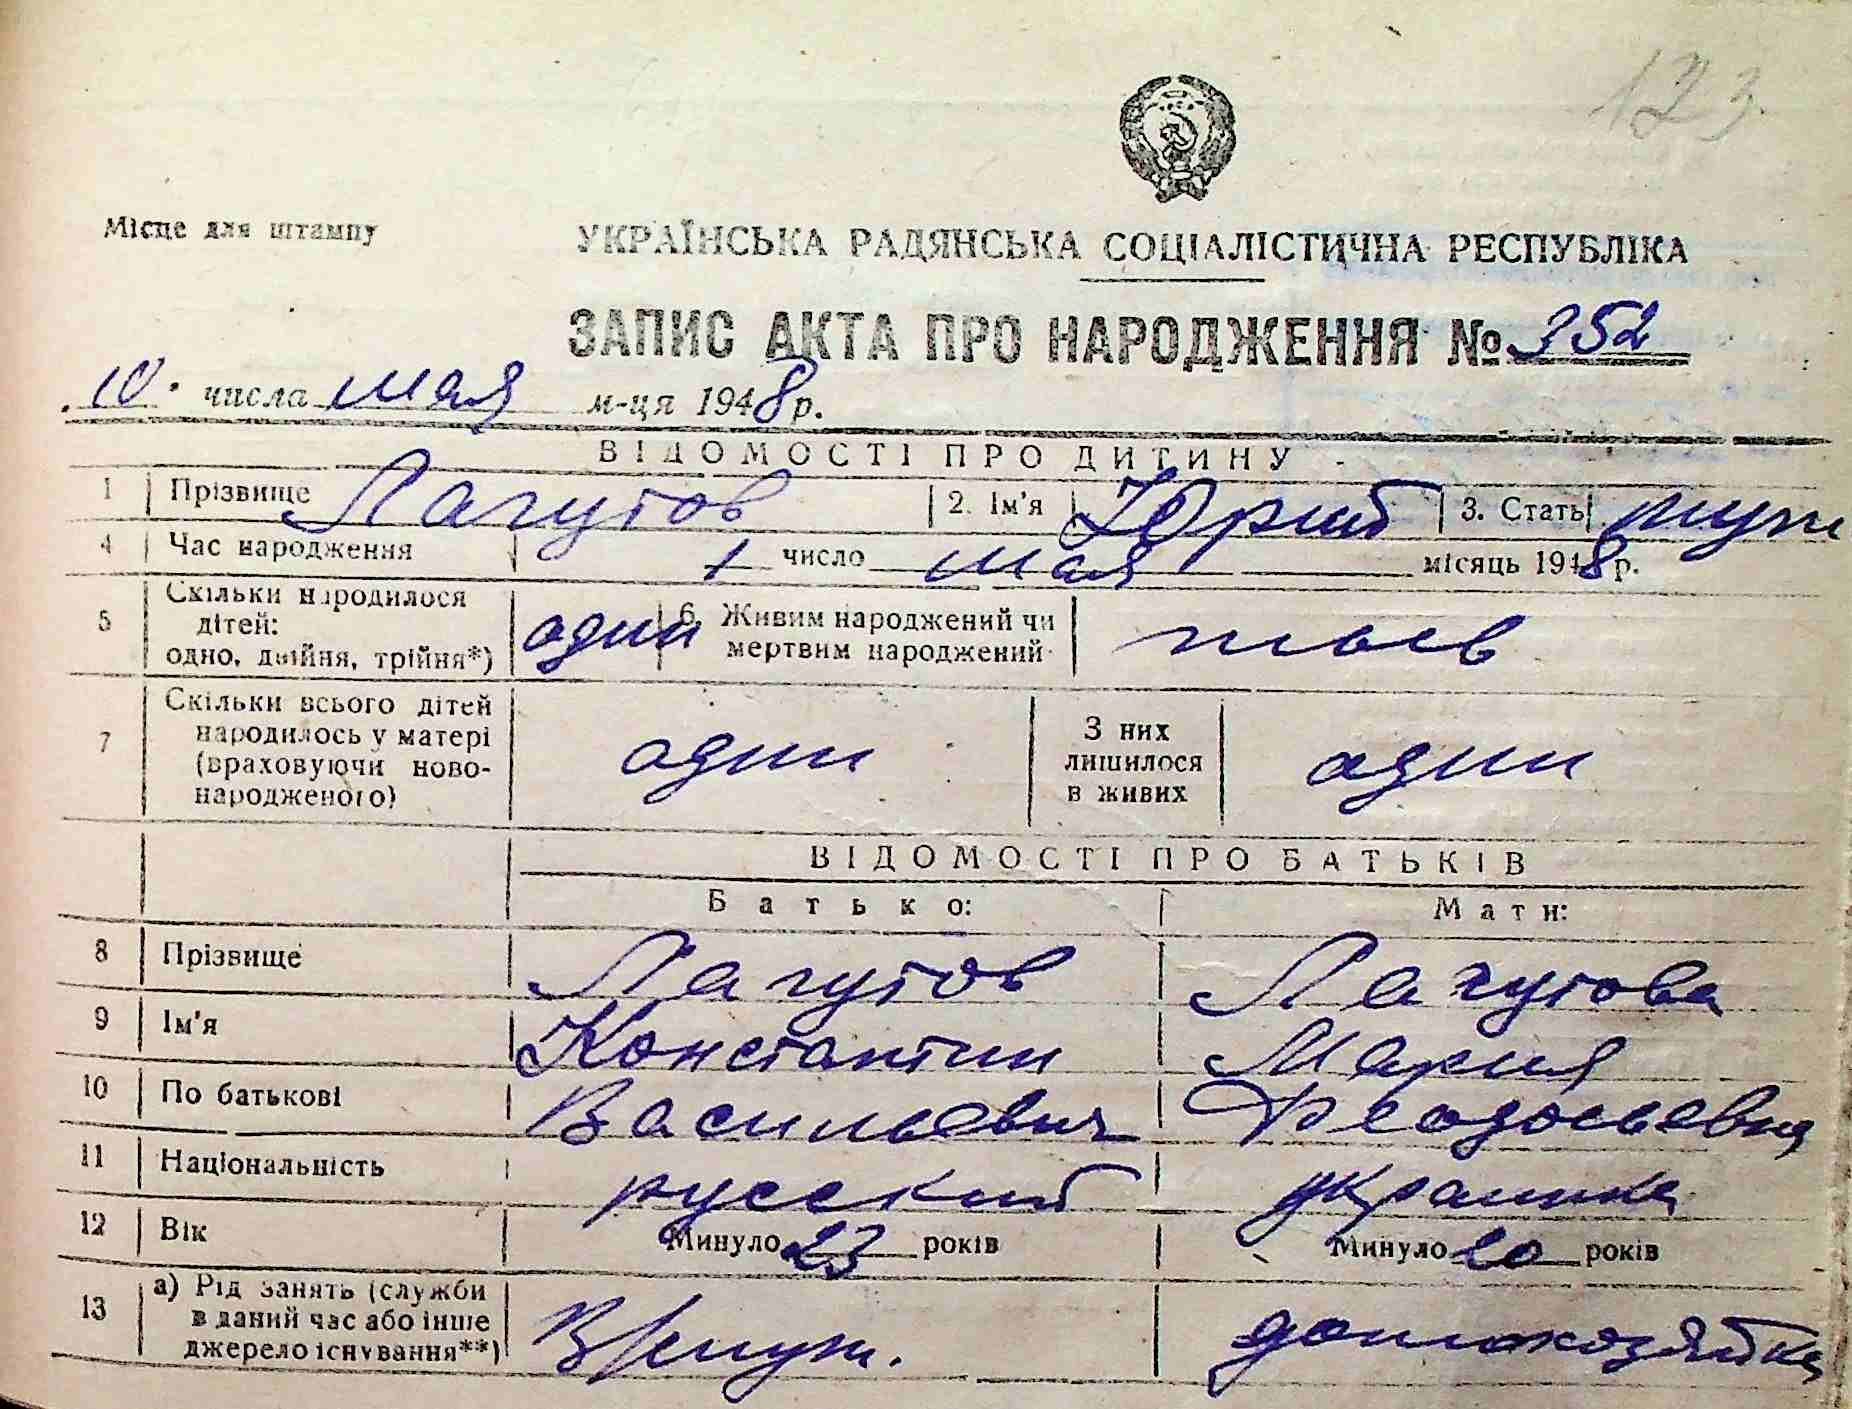 123
Місце для штампу
УКРАЇНСЬКА РАДЯНСЬКА СОЦІАЛІСТИЧНА РЕСПУБЛІКА
ЗАПИС АКТА ПРО НАРОДЖЕННЯ № 352
10. числа мая м-ця 1948 р.
ВІДОМОСТІ ПРО ДИТИНУ
1 Прізвище Лагутов 2. Ім'я Юрий 3. Стать муж
4 Час народження 1 число мая місяць 1948 р.
5 Скільки народилося дітей: одно, двійня, трійня*) один 6. Живим народжений чи мертвим народжений
7 Скільки всього дітей народилось у матері (враховуючи новонародженого) один З них лишилося в живих один
ВІДОМОСТІ ПРО БАТЬКІВ
Батько: Мати:
8 Прізвище Лагутов Лагутова
9 Ім'я Константин Мария
10 По батькові Васильевич Феодосьевна
11 Національність русский украинка
12 Вік Минуло 23 років Минуло 20 років
13 а) Рід занять (служби в даний час або інше джерело існування**) В/служ. домохозяйка